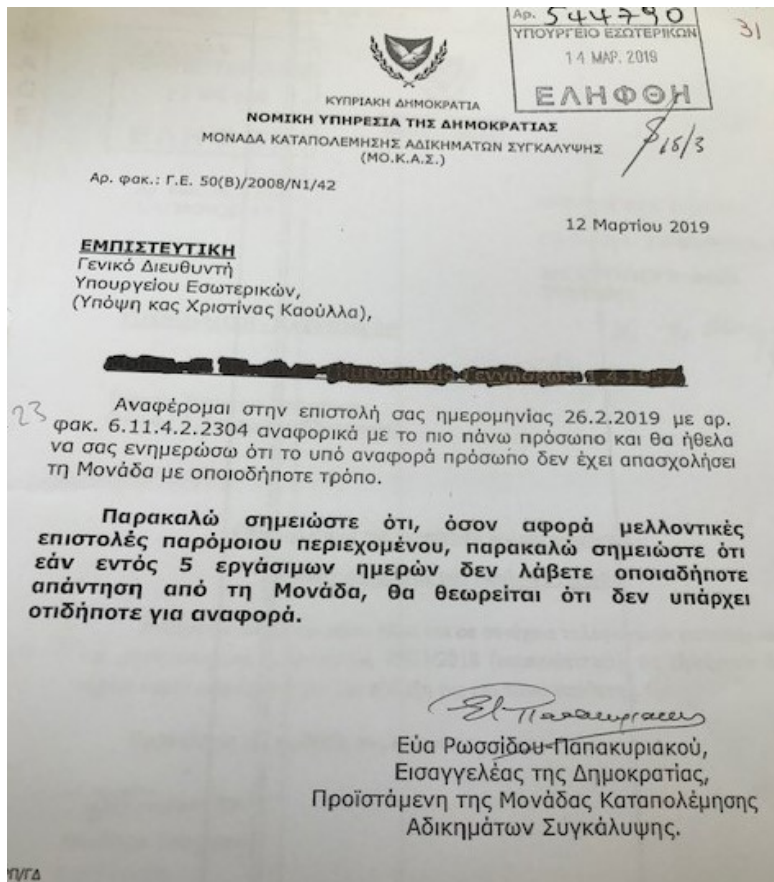 Αρ. 544790
ΥΠΟΥΡΓΕΙΟ ΕΣΩΤΕΡΙΚΩΝ
14 ΜΑΡ. 2019
ΕΛΗΦΘΗ
31
18/3
ΚΥΠΡΙΑΚΗ ΔΗΜΟΚΡΑΤΙΑ
ΝΟΜΙΚΗ ΥΠΗΡΕΣΙΑ ΤΗΣ ΔΗΜΟΚΡΑΤΙΑΣ
ΜΟΝΑΔΑ ΚΑΤΑΠΟΛΕΜΗΣΗΣ ΑΔΙΚΗΜΑΤΩΝ ΣΥΓΚΑΛΥΨΗΣ
(ΜΟ.Κ.Α.Σ.)
Αρ. φακ.: Γ.Ε. 50(Β)/2008/Ν1/42
12 Μαρτίου 2019
ΕΜΠΙΣΤΕΥΤΙΚΗ
Γενικό Διευθυντή
Υπουργείου Εσωτερικών,
(Υπόψη κας Χριστίνας Καούλλα),
Ημερομηνία Γεννήσεως:
23
Αναφέρομαι στην επιστολή σας ημερομηνίας 26.2.2019 με αρ.
φακ. 6.11.4.2.2304 αναφορικά με το πιο πάνω πρόσωπο και θα ήθελα
να σας ενημερώσω ότι το υπό αναφορά πρόσωπο δεν έχει απασχολήσει
τη Μονάδα με οποιοδήποτε τρόπο.
Παρακαλώ σημειώστε ότι, όσον αφορά μελλοντικές
επιστολές παρόμοιου περιεχομένου, παρακαλώ σημειώστε ότι
εάν εντός 5 εργάσιμων ημερών δεν λάβετε οποιαδήποτε
απάντηση από τη Μονάδα, θα θεωρείται ότι δεν υπάρχει
οτιδήποτε για αναφορά.
Εύα Ρωσσίδου-Παπακυριακού,
Εισαγγελέας της Δημοκρατίας,
Προϊστάμενη της Μονάδας Καταπολέμησης
Αδικημάτων Συγκάλυψης.